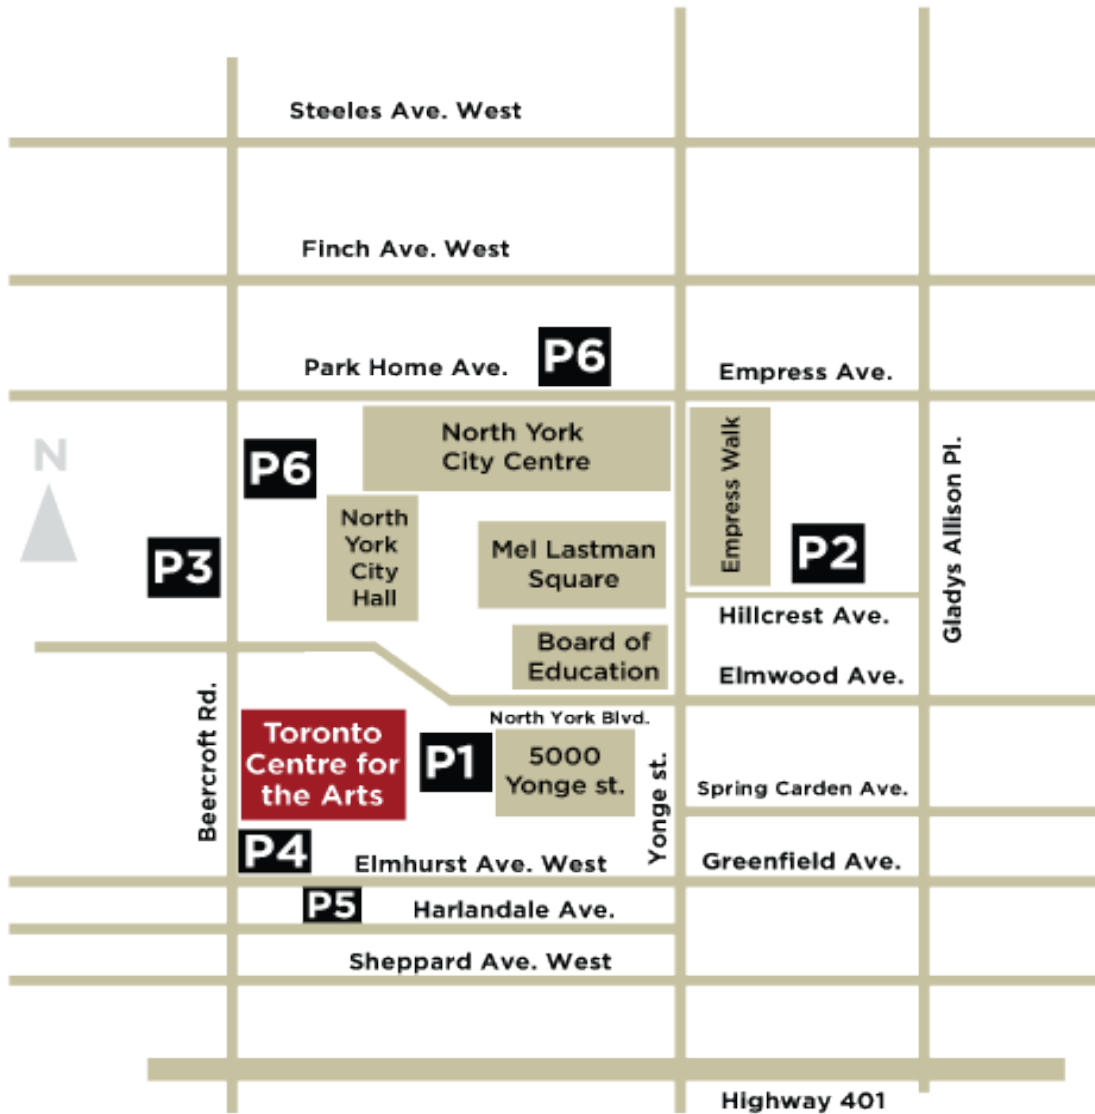 Steeles Ave. West
Finch Ave. West
P6
Park Home Ave.
Empress Ave.
North York
City Centre
N
P6
Empress Walk
Gladys Allison Pl.
North
York
City
Hall
Mel Lastman
Square
P2
P3
Hillcrest Ave.
Board of
Education
Elmwood Ave.
Beercroft Rd.
North York Blvd.
Toronto
Centre for
the Arts
P1
5000
Yonge st.
Yonge st.
Spring Carden Ave.
P4
Elmhurst Ave. West
Greenfield Ave.
P5
Harlandale Ave.
Sheppard Ave. West
Highway 401